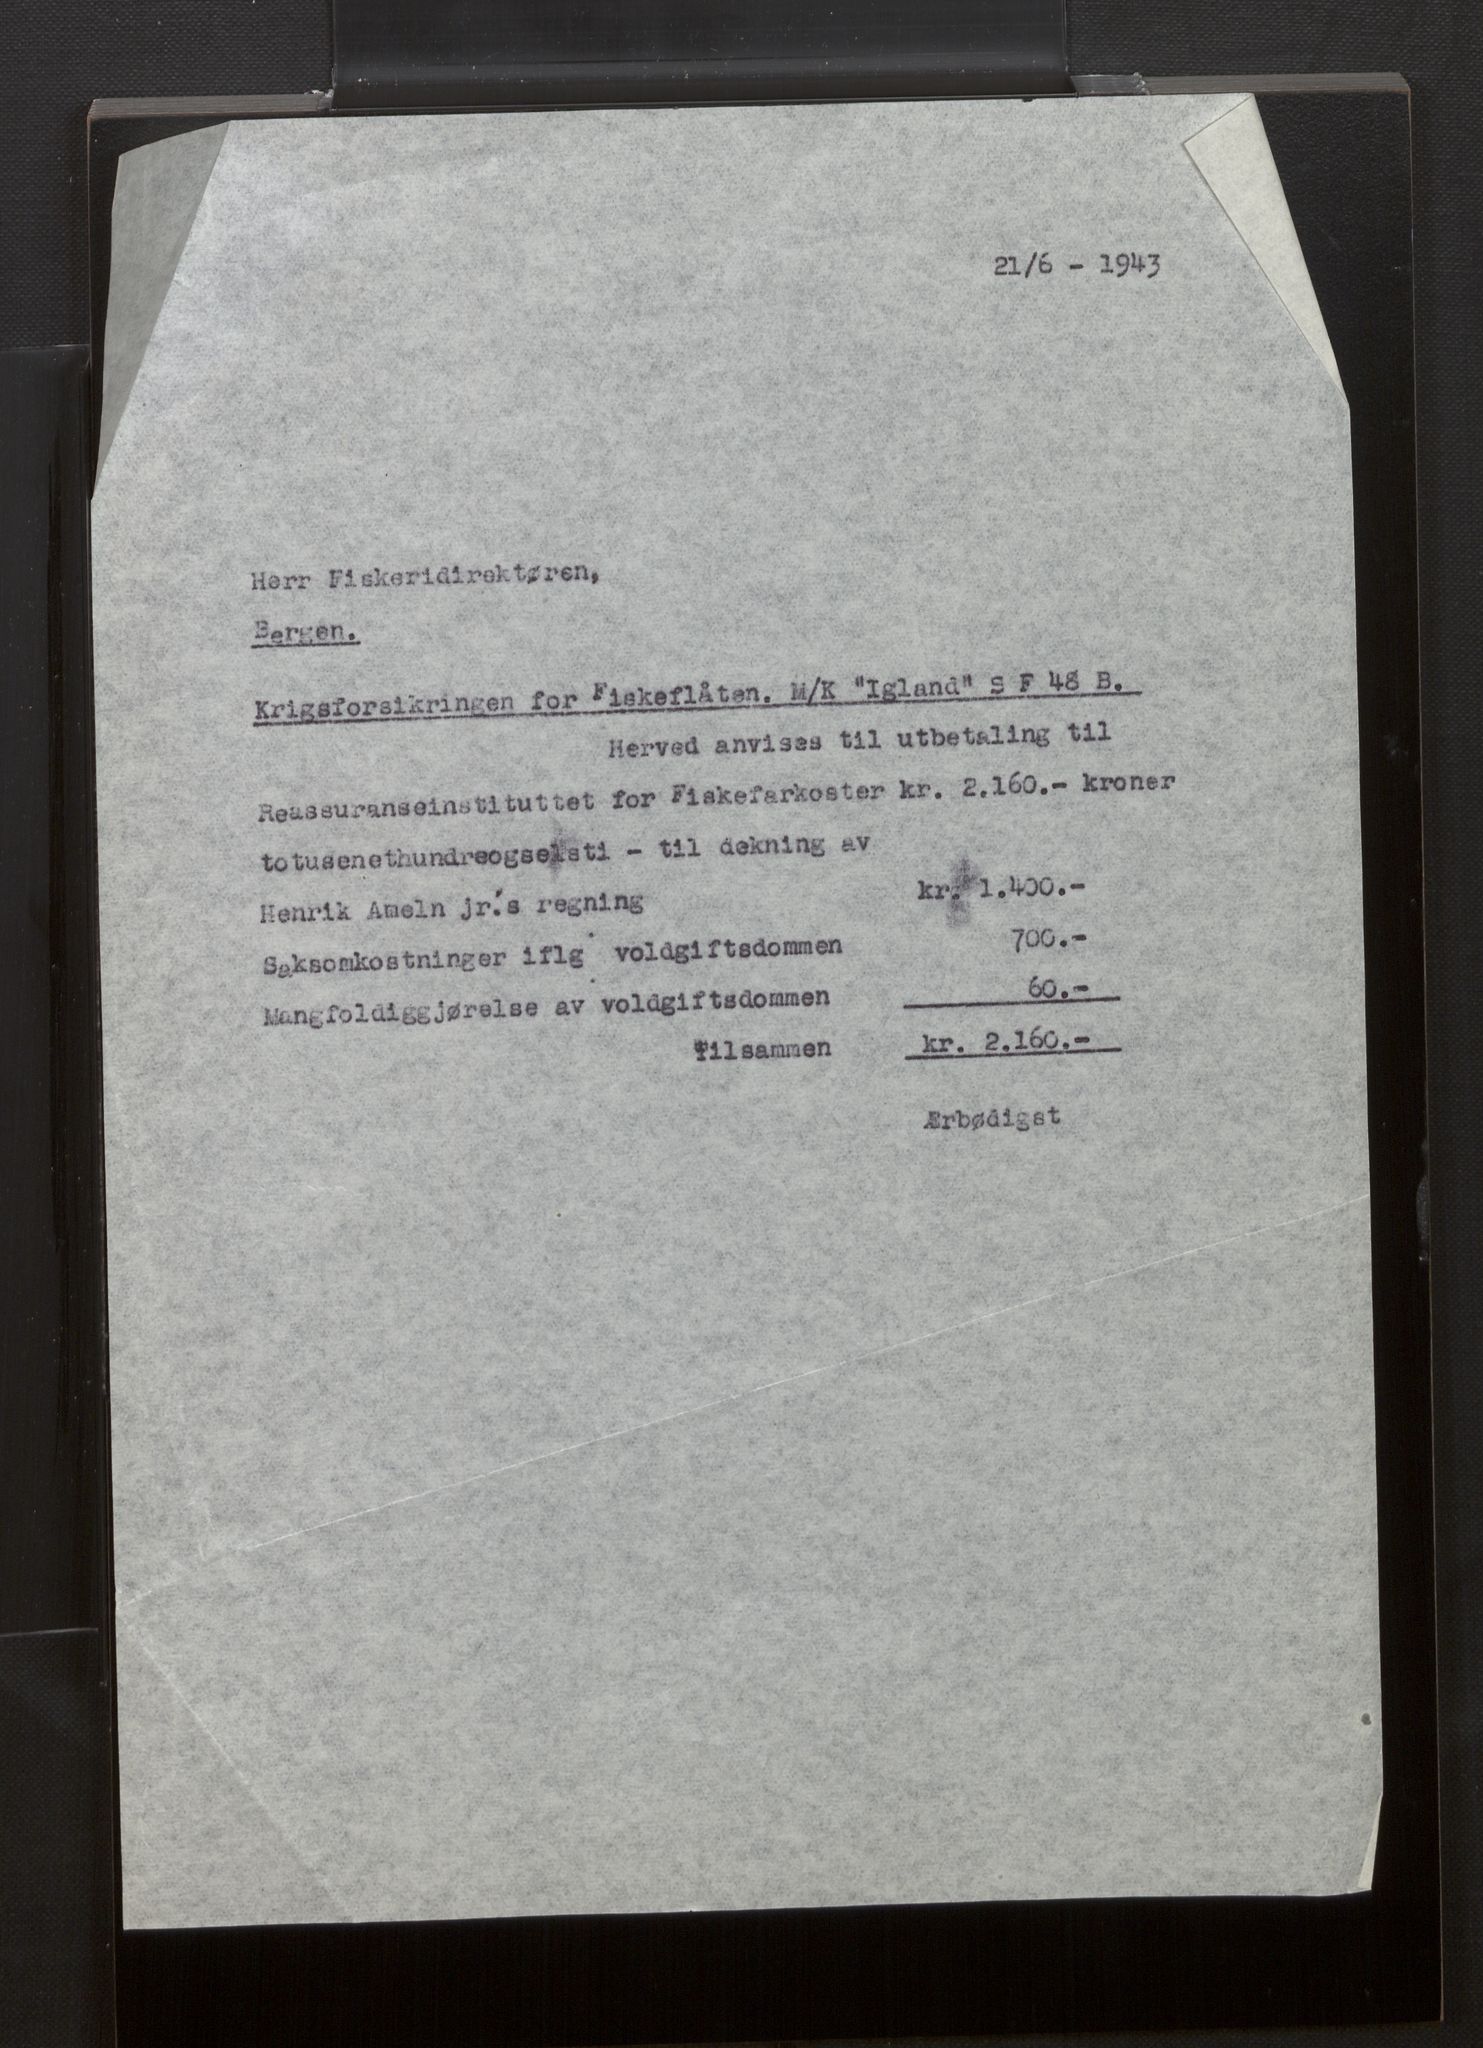 21/6 - 1943
Herr Fiskeridirektøren,
Bergen.
Krigsforsikringen for Fiskeflåten. M/K "Igland" S F 48 B.
Herved anvises til utbetaling til
Reassuranseinstituttet for Fiskefarkoster kr. 2.160.- kroner
totusenethundreogseksti - til dekning av
Henrik Ameln jr.'s regning kr. 1.400.-
Saksomkostninger iflg. voldgiftsdommen 700.-
Mangfoldiggjørelse av voldgiftsdommen 60.-
Tilsammen kr. 2.160.-
Ærbødigst